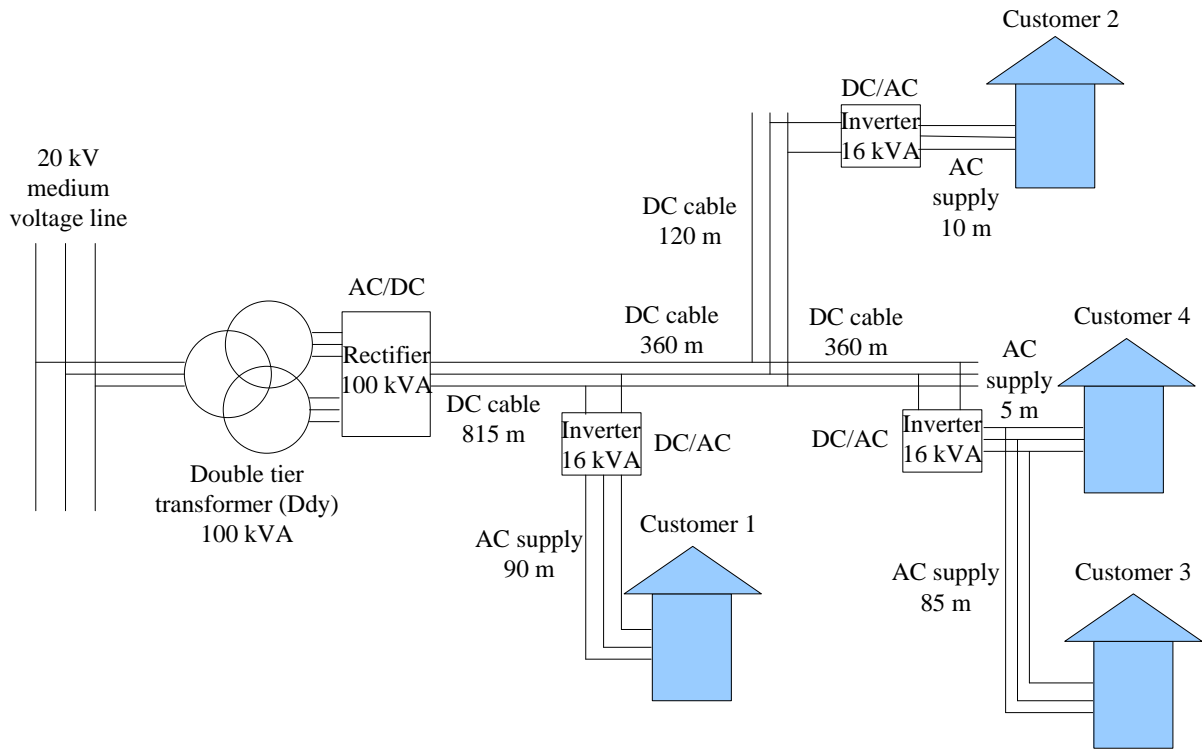 20 kV
medium
voltage line
Double tier
transformer (Ddy)
100 kVA
AC/DC
Rectifier
100 kVA
DC cable
815 m
DC cable
360 m
Inverter
16 kVA
DC/AC
AC supply
90 m
Customer 1
DC cable
120 m
DC/AC
Inverter
16 kVA
AC
supply
10 m
Customer 2
DC cable
360 m
DC/AC
Inverter
16 kVA
AC
supply
5 m
Customer 4
AC supply
85 m
Customer 3